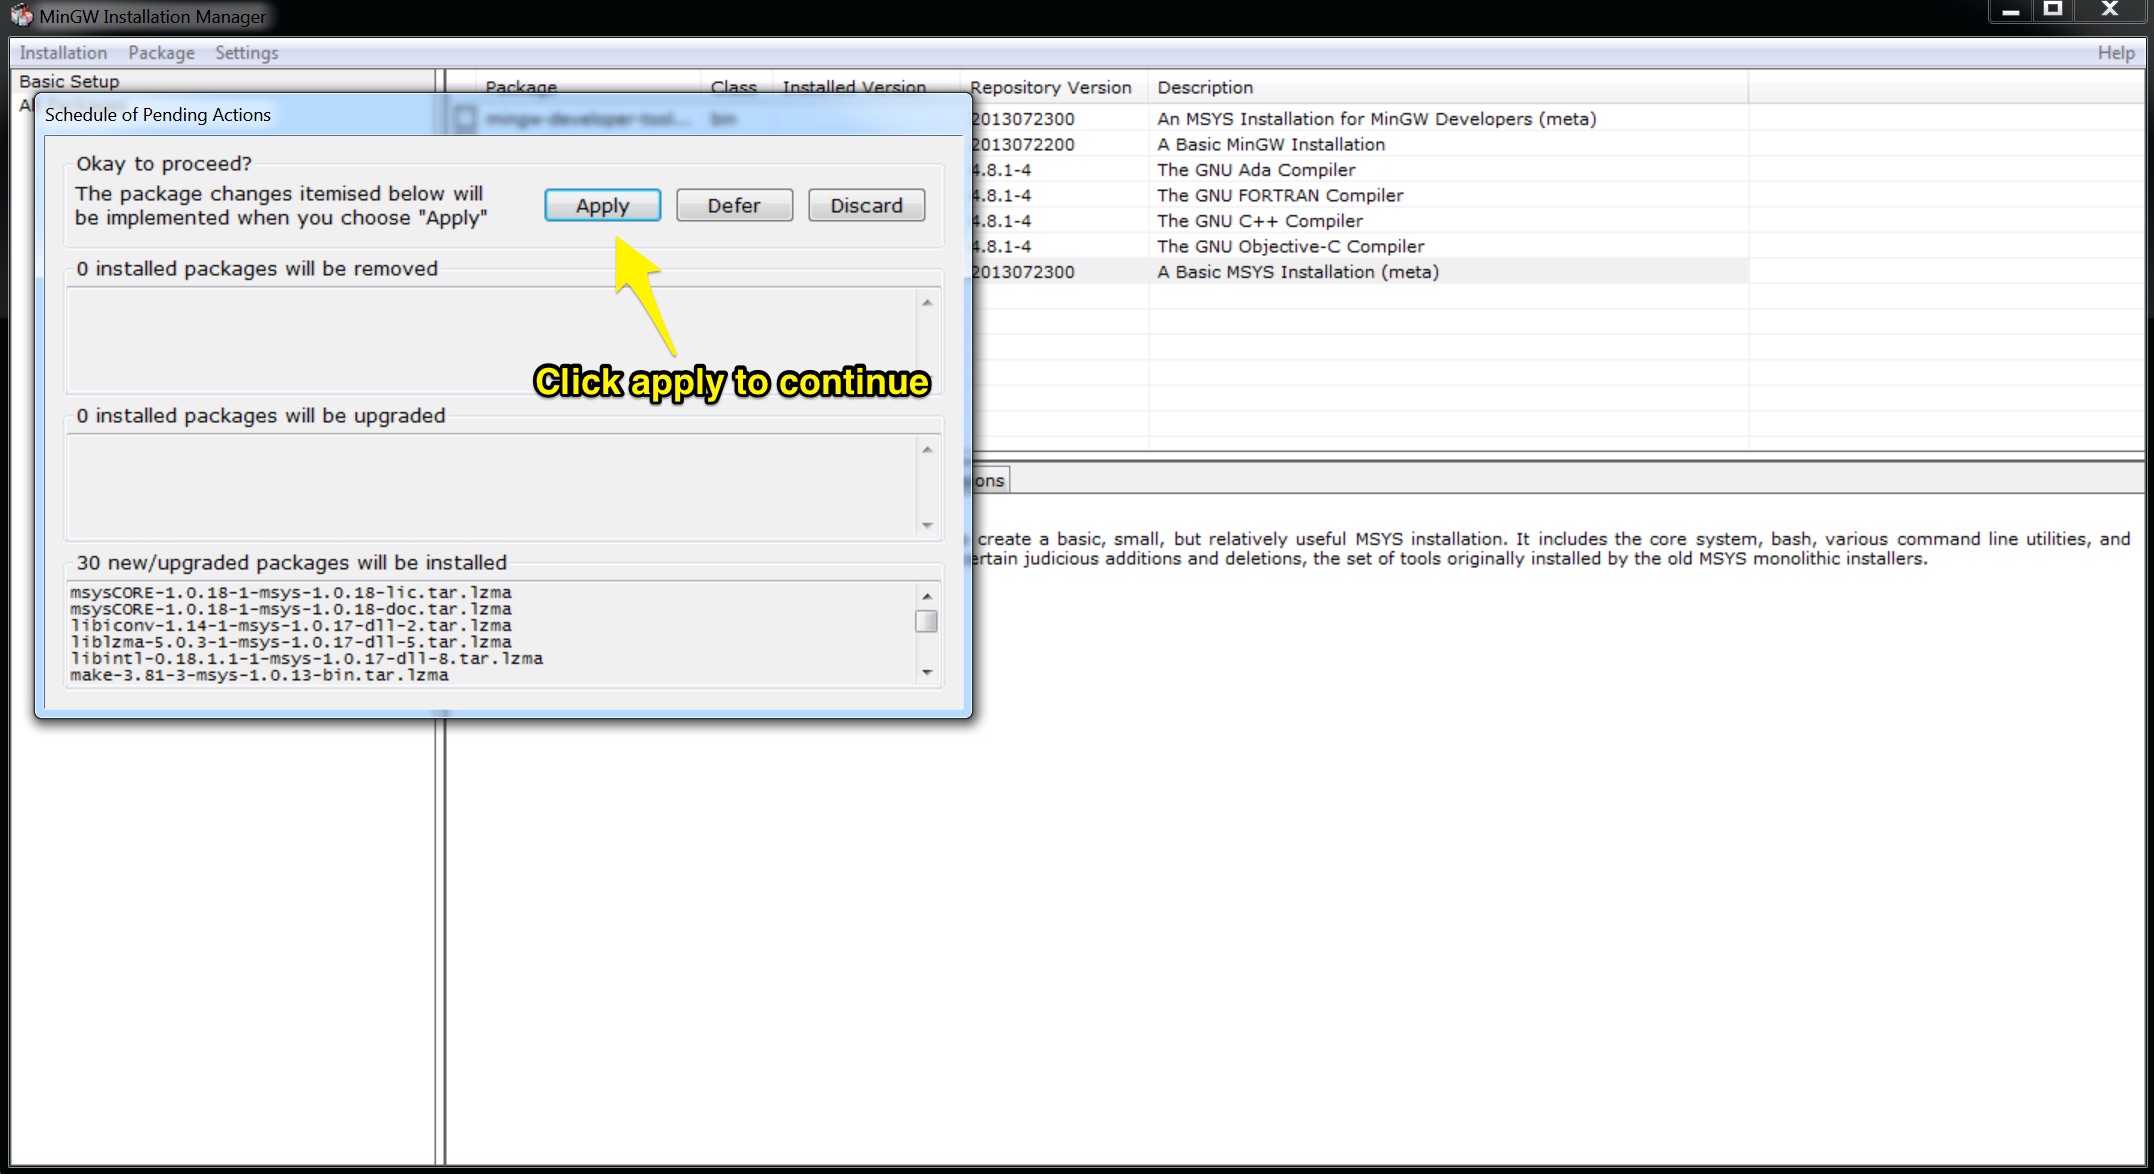 MinGW Installation Manager
Installation Package Settings Help
Basic Setup
Package Class Installed Version Repository Version Description
Schedule of Pending Actions
mingw-developer-tool... bin 2013072300 An MSYS Installation for MinGW Developers (meta)
2013072200 A Basic MinGW Installation
4.8.1-4 The GNU Ada Compiler
4.8.1-4 The GNU FORTRAN Compiler
4.8.1-4 The GNU C++ Compiler
4.8.1-4 The GNU Objective-C Compiler
2013072300 A Basic MSYS Installation (meta)
Okay to proceed?
The package changes itemised below will
be implemented when you choose "Apply"
Apply Defer Discard
0 installed packages will be removed
Click apply to continue
0 installed packages will be upgraded
30 new/upgraded packages will be installed
msysCORE-1.0.18-1-msys-1.0.18-lic.tar.lzma
msysCORE-1.0.18-1-msys-1.0.18-doc.tar.lzma
libiconv-1.14-1-msys-1.0.17-dll-2.tar.lzma
liblzma-5.0.3-1-msys-1.0.17-dll-5.tar.lzma
libintl-0.18.1.1-1-msys-1.0.17-dll-8.tar.lzma
make-3.81-3-msys-1.0.13-bin.tar.lzma
ons
create a basic, small, but relatively useful MSYS installation. It includes the core system, bash, various command line utilities, and
ertain judicious additions and deletions, the set of tools originally installed by the old MSYS monolithic installers.